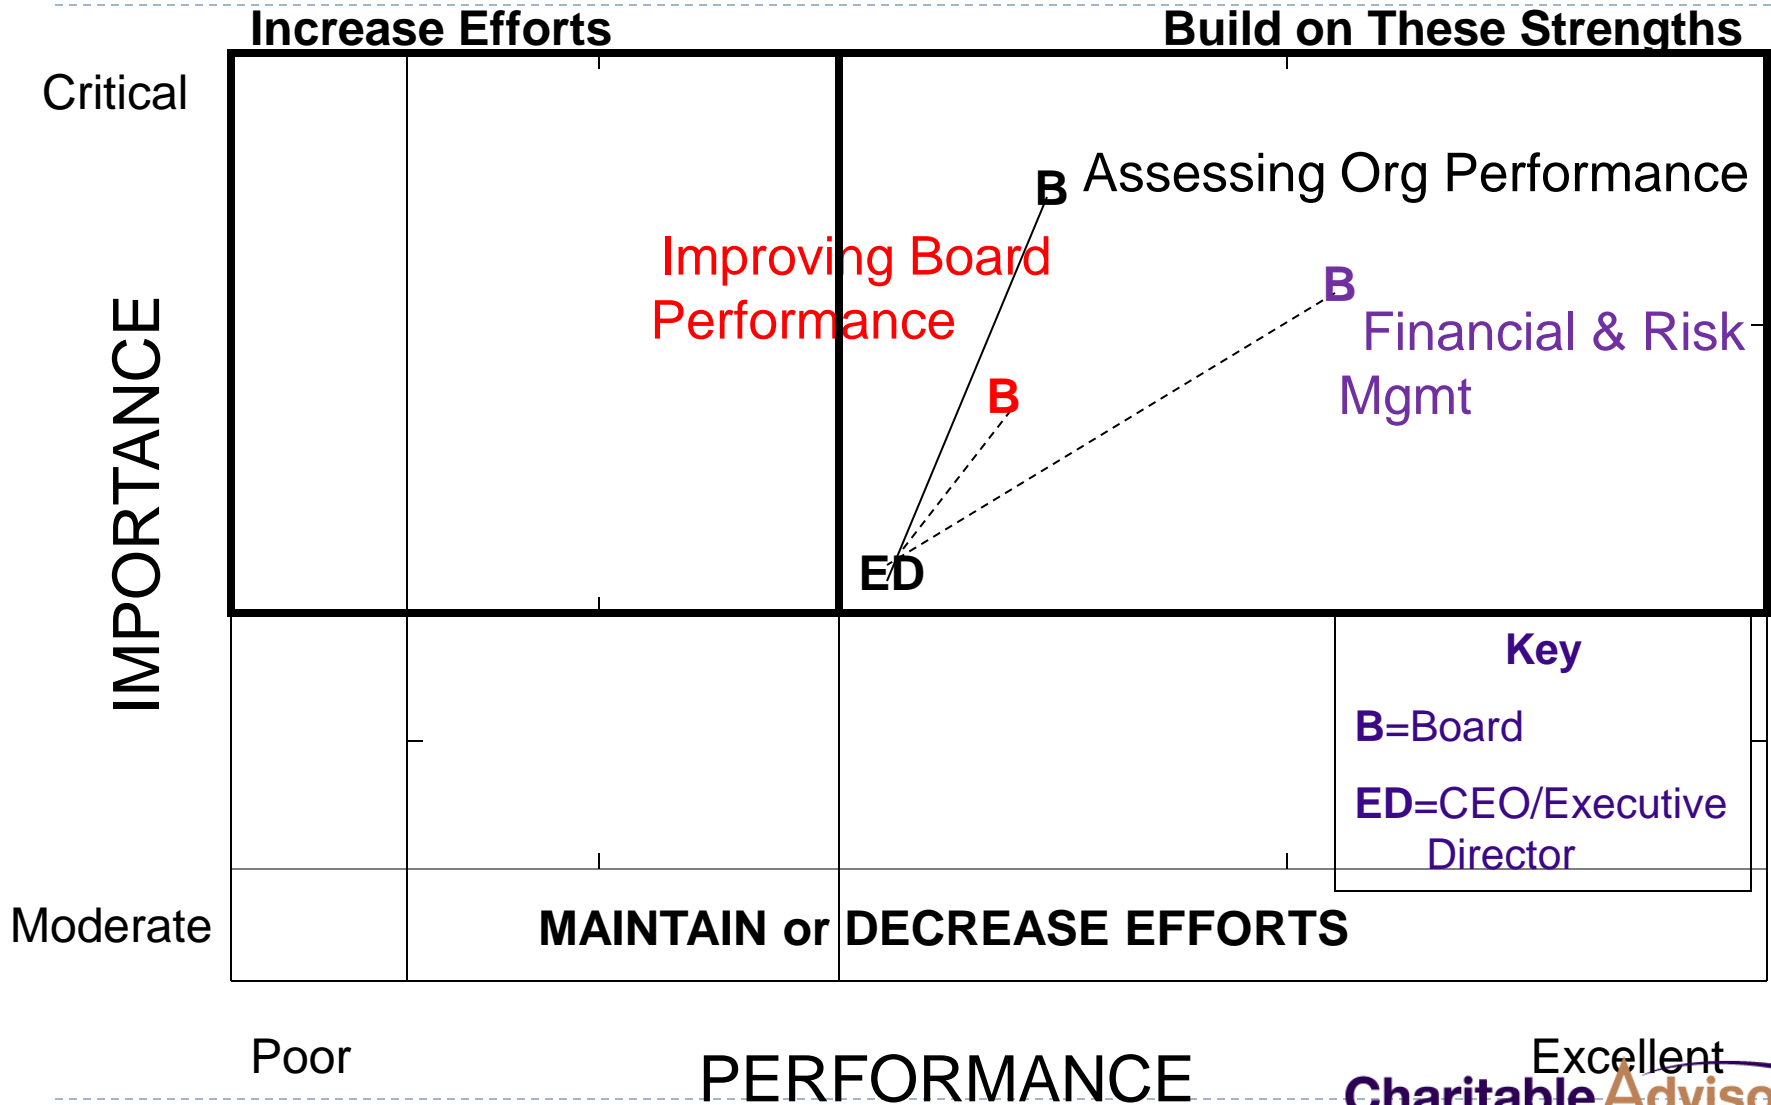 Increase Efforts
Build on These Strengths
Critical
B Assessing Org Performance
Improving Board
Performance
B
Financial & Risk
Mgmt
B
ED
IMPORTANCE
Key
B=Board
ED=CEO/Executive
Director
Moderate
MAINTAIN or DECREASE EFFORTS
Poor
PERFORMANCE
Excellent
Charitable